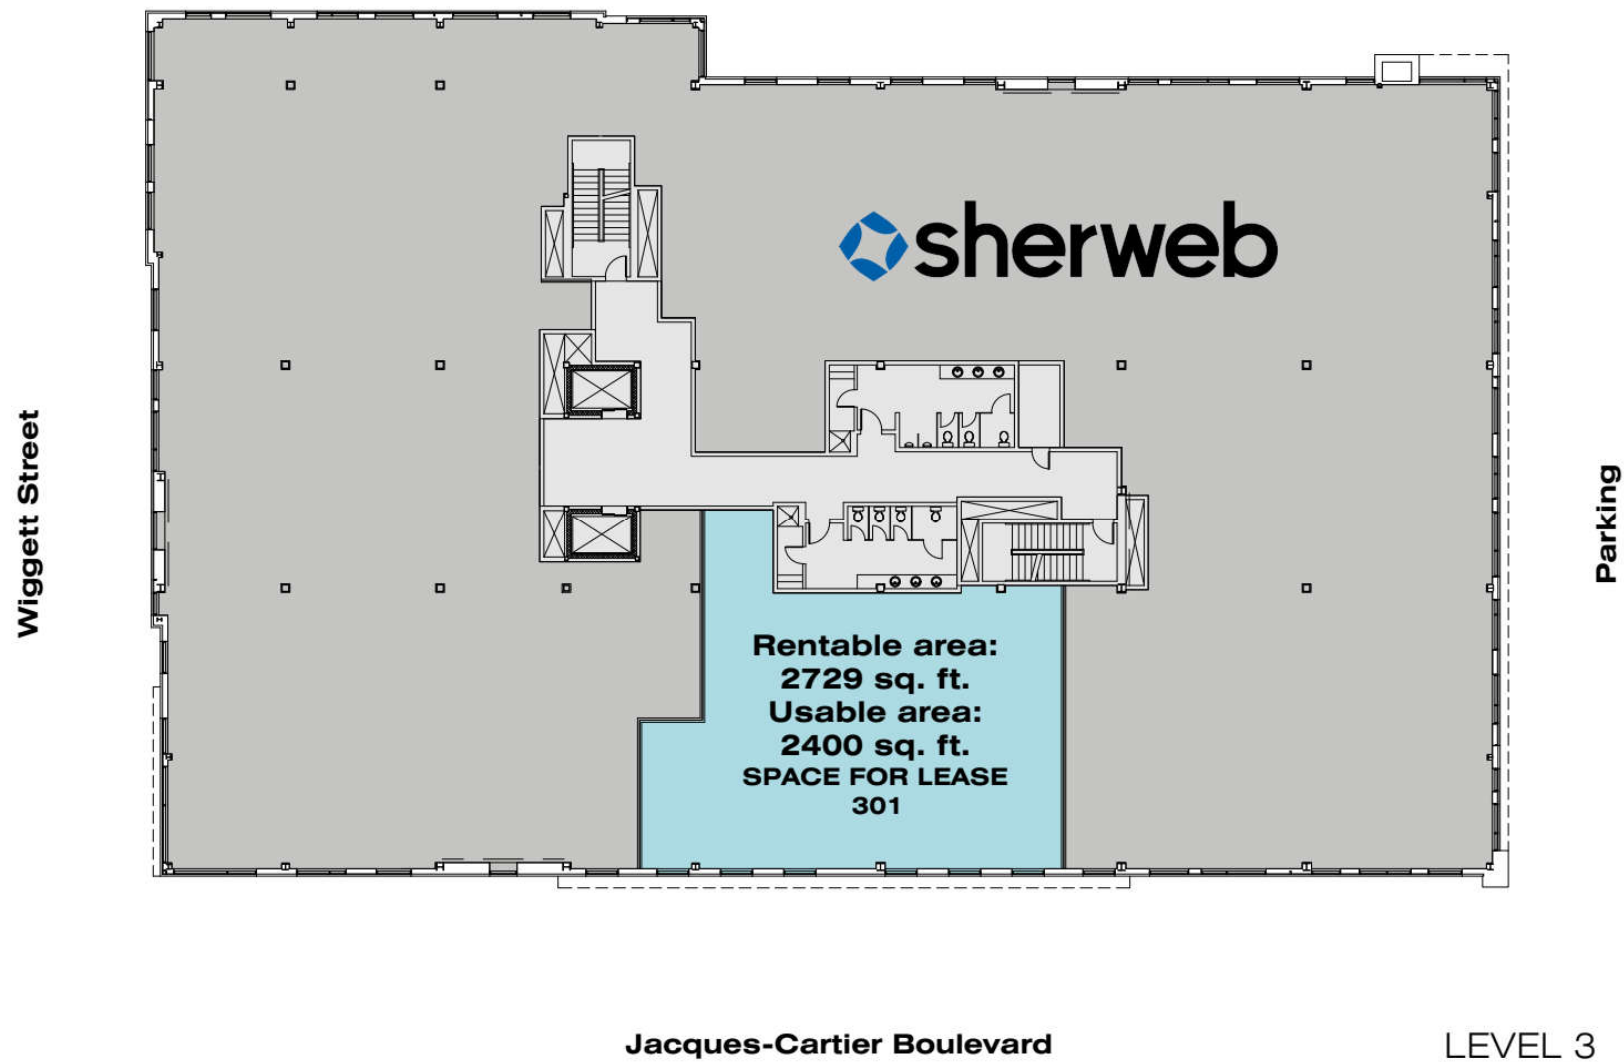 sherweb
Wiggett Street
Parking
Rentable area:
2729 sq. ft.
Usable area:
2400 sq. ft.
SPACE FOR LEASE
301
Jacques-Cartier Boulevard
LEVEL 3